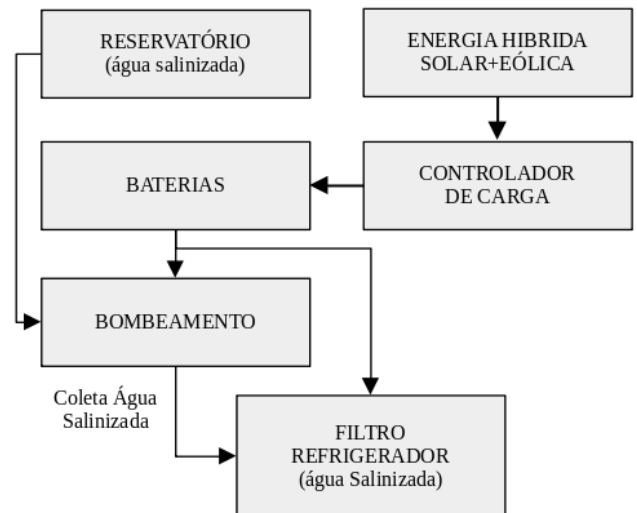 RESERVATÓRIO
(água salinizada)
ENERGIA HIBRIDA
SOLAR+EÓLICA
BATERIAS
CONTROLADOR
DE CARGA
BOMBEAMENTO
Coleta Água
Salinizada
FILTRO
REFRIGERADOR
(água Salinizada)